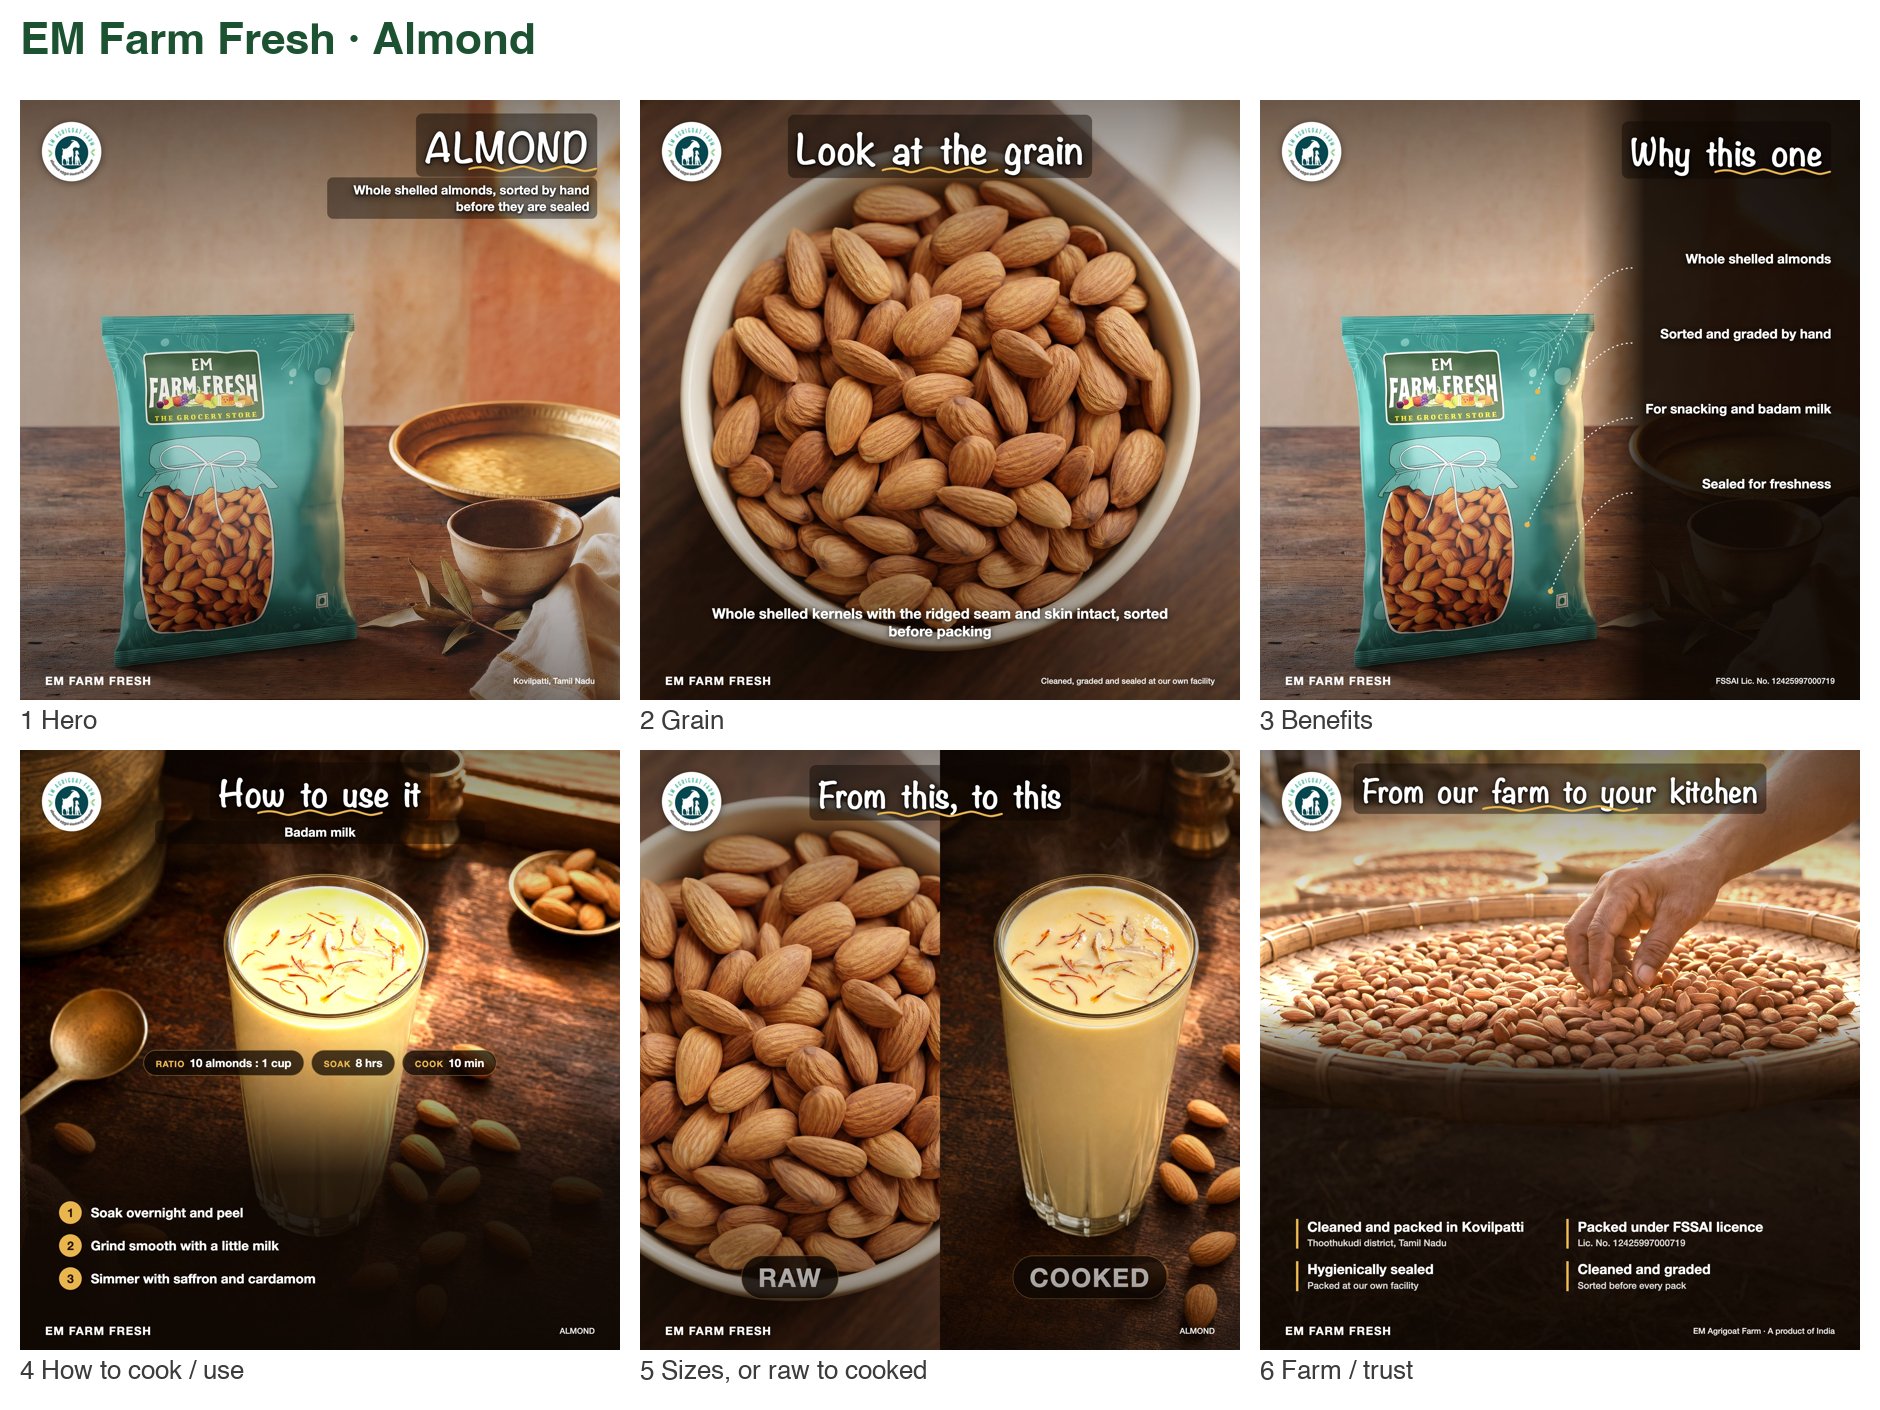 EM Farm Fresh · Almond
ALMOND
Whole shelled almonds, sorted by hand
before they are sealed
EM
FARM FRESH
THE GROCERY STORE
EM FARM FRESH
Kovilpatti, Tamil Nadu
1 Hero
Look at the grain
Whole shelled kernels with the ridged seam and skin intact, sorted
before packing
EM FARM FRESH
Cleaned, graded and sealed at our own facility
2 Grain
Why this one
Whole shelled almonds
Sorted and graded by hand
For snacking and badam milk
Sealed for freshness
EM
FARM FRESH
THE GROCERY STORE
EM FARM FRESH
FSSAI Lic. No. 12425997000719
3 Benefits
How to use it
Badam milk
RATIO 10 almonds : 1 cup
SOAK 8 hrs
COOK 10 min
1 Soak overnight and peel
2 Grind smooth with a little milk
3 Simmer with saffron and cardamom
EM FARM FRESH
ALMOND
4 How to cook / use
From this, to this
RAW
COOKED
EM FARM FRESH
ALMOND
5 Sizes, or raw to cooked
From our farm to your kitchen
Cleaned and packed in Kovilpatti
Thoothukudi district, Tamil Nadu
Packed under FSSAI licence
Lic. No. 12425997000719
Hygienically sealed
Packed at our own facility
Cleaned and graded
Sorted before every pack
EM FARM FRESH
EM Agrigoat Farm · A product of India
6 Farm / trust